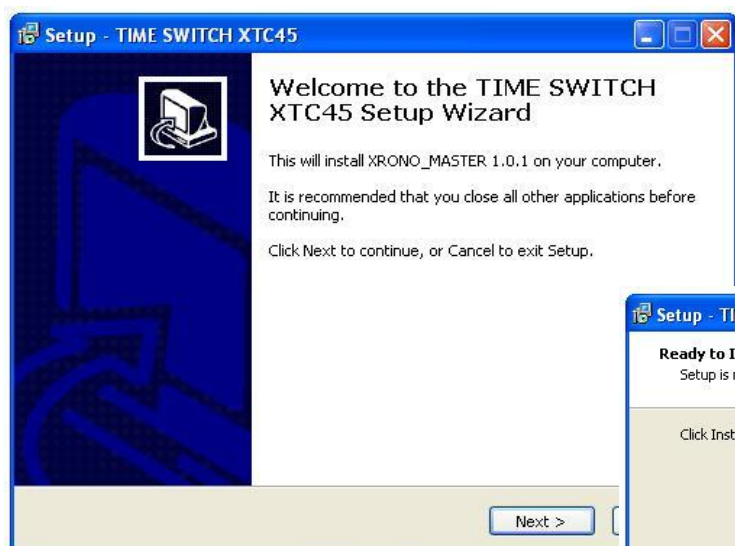 Setup - TIME SWITCH XTC45
Welcome to the TIME SWITCH
XTC45 Setup Wizard
This will install XRONO_MASTER 1.0.1 on your computer.
It is recommended that you close all other applications before
continuing.
Click Next to continue, or Cancel to exit Setup.
Next >
Setup -
Ready to
Setup is
Click